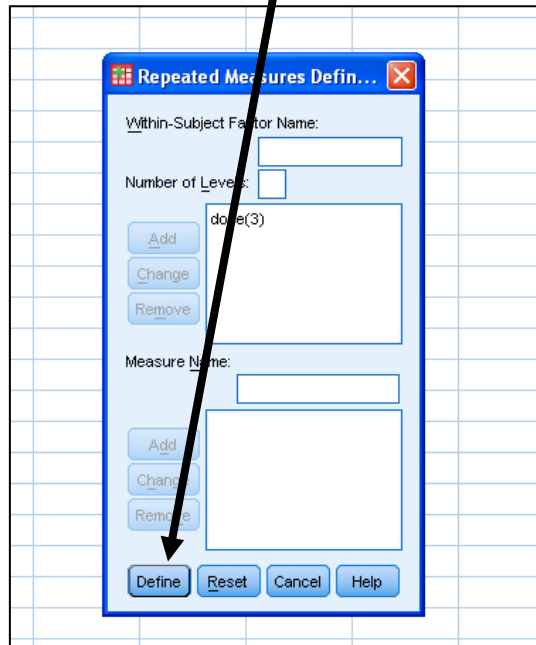 Repeated Measures Defin...
Within-Subject Factor Name:
Number of Levels:
dose(3)
Add
Change
Remove
Measure Name:
Add
Change
Remove
Define Reset Cancel Help